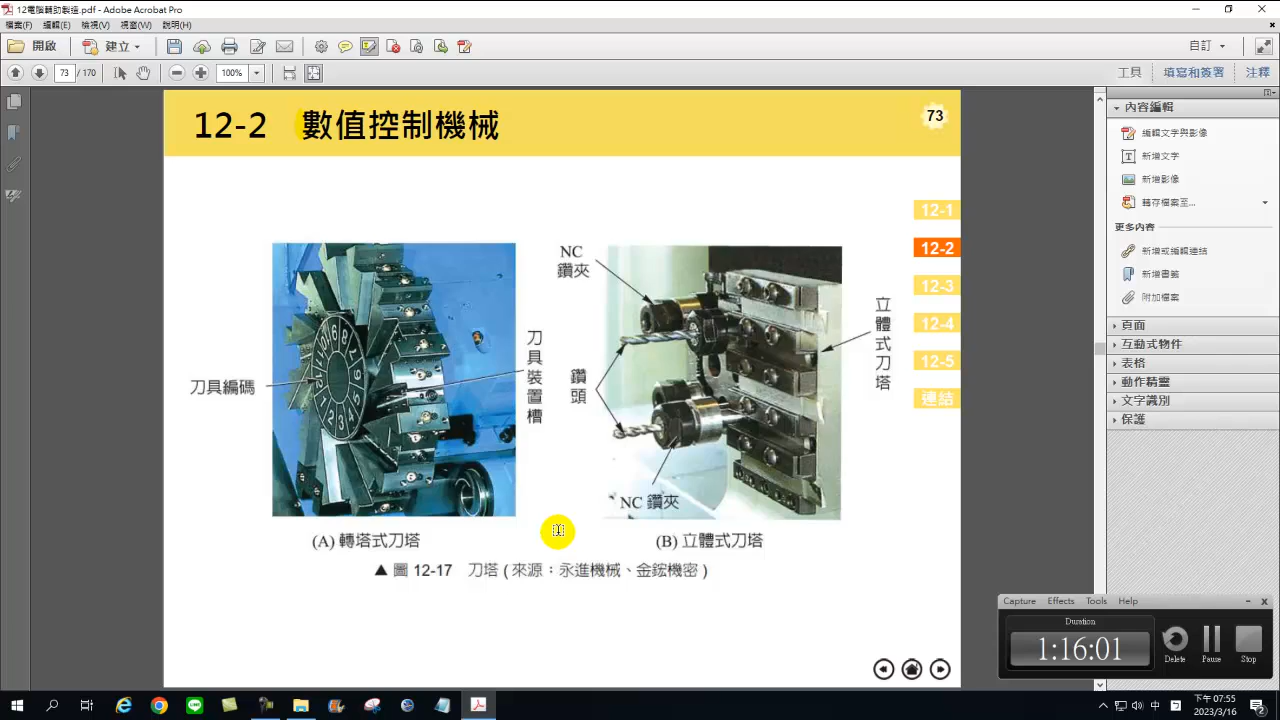 12電腦輔助製造.pdf - Adobe Acrobat Pro
檔案(F) 編輯(E) 檢視(V) 視窗(W) 說明(H)
開啟 建立 自訂
73 / 170 100% 工具 填寫和簽署 注釋
12-2 數值控制機械
73
12-1
12-2
12-3
12-4
12-5
連結
刀具編碼
刀具裝置槽
NC
鑽夾
鑽頭
NC 鑽夾
立體式刀塔
(A) 轉塔式刀塔
(B) 立體式刀塔
▲ 圖 12-17 刀塔 ( 來源：永進機械、金鋐機密 )
內容編輯
編輯文字與影像
新增文字
新增影像
轉存檔案至...
更多內容
新增或編輯連結
新增書籤
附加檔案
頁面
互動式物件
表格
動作精靈
文字識別
保護
Capture Effects Tools Help
Duration
1:16:01
Delete Pause Stop
中
下午 07:55
2023/3/16
2